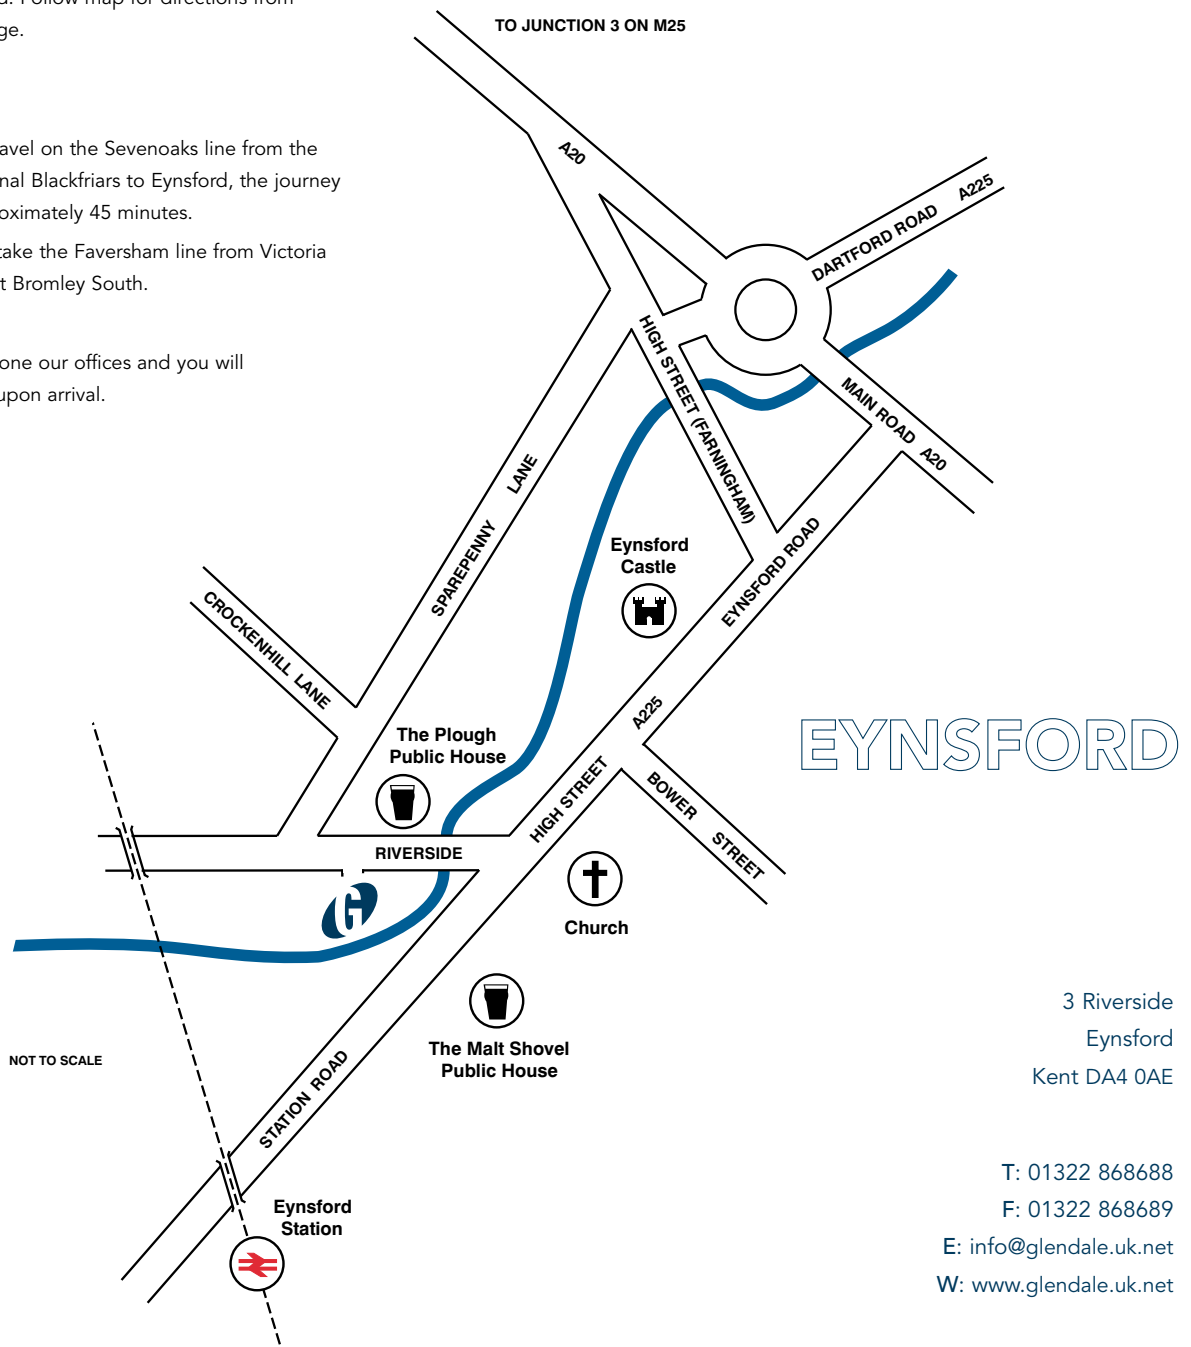 d. Follow map for directions from
ge.
avel on the Sevenoaks line from the
nal Blackfriars to Eynsford, the journey
oximately 45 minutes.
take the Faversham line from Victoria
t Bromley South.
one our offices and you will
upon arrival.
TO JUNCTION 3 ON M25
A20
DARTFORD ROAD A225
HIGH STREET (FARNINGHAM)
MAIN ROAD A20
SPAREPENNY LANE
Eynsford
Castle
EYNSFORD ROAD
CROCKENHILL LANE
A225
The Plough
Public House
EYNSFORD
HIGH STREET
BOWER STREET
RIVERSIDE
G
Church
The Malt Shovel
Public House
NOT TO SCALE
STATION ROAD
Eynsford
Station
3 Riverside
Eynsford
Kent DA4 0AE
T: 01322 868688
F: 01322 868689
E: info@glendale.uk.net
W: www.glendale.uk.net